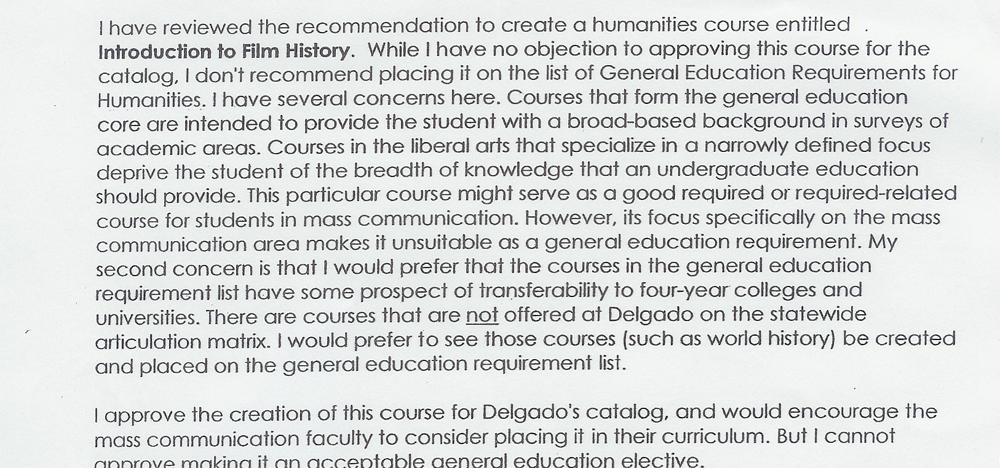 I have reviewed the recommendation to create a humanities course entitled .
Introduction to Film History. While I have no objection to approving this course for the
catalog, I don't recommend placing it on the list of General Education Requirements for
Humanities. I have several concerns here. Courses that form the general education
core are intended to provide the student with a broad-based background in surveys of
academic areas. Courses in the liberal arts that specialize in a narrowly defined focus
deprive the student of the breadth of knowledge that an undergraduate education
should provide. This particular course might serve as a good required or required-related
course for students in mass communication. However, its focus specifically on the mass
communication area makes it unsuitable as a general education requirement. My
second concern is that I would prefer that the courses in the general education
requirement list have some prospect of transferability to four-year colleges and
universities. There are courses that are not offered at Delgado on the statewide
articulation matrix. I would prefer to see those courses (such as world history) be created
and placed on the general education requirement list.
I approve the creation of this course for Delgado's catalog, and would encourage the
mass communication faculty to consider placing it in their curriculum. But I cannot
approve making it an acceptable general education elective.